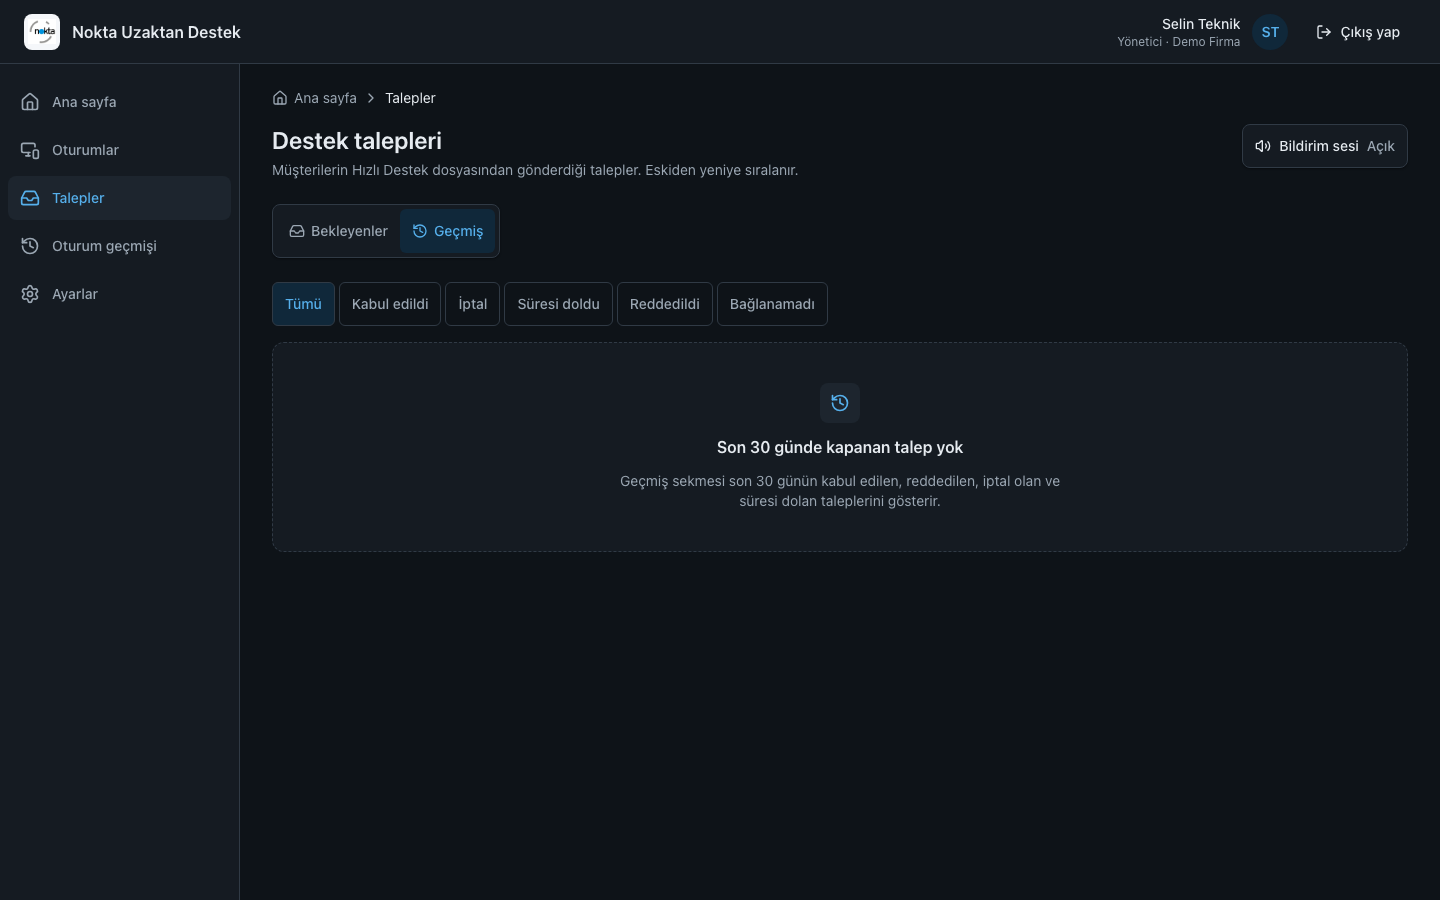 nokta
Nokta Uzaktan Destek
Selin Teknik
Yönetici · Demo Firma
ST
Çıkış yap
Ana sayfa
Oturumlar
Talepler
Oturum geçmişi
Ayarlar
Ana sayfa
Talepler
Destek talepleri
Müşterilerin Hızlı Destek dosyasından gönderdiği talepler. Eskiden yeniye sıralanır.
Bildirim sesi Açık
Bekleyenler
Geçmiş
Tümü
Kabul edildi
İptal
Süresi doldu
Reddedildi
Bağlanamadı
Son 30 günde kapanan talep yok
Geçmiş sekmesi son 30 günün kabul edilen, reddedilen, iptal olan ve
süresi dolan taleplerini gösterir.